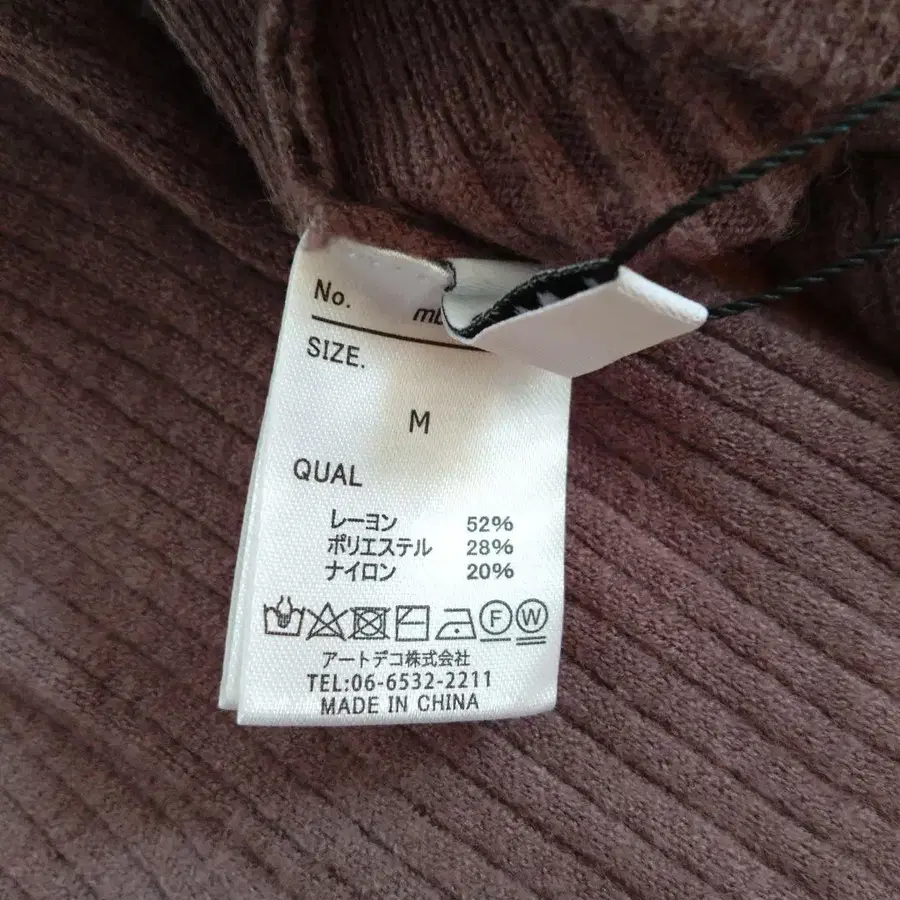 No.
SIZE.
M
QUAL
レーヨン 52%
ポリエステル 28%
ナイロン 20%
F W
アートデコ株式会社
TEL:06-6532-2211
MADE IN CHINA